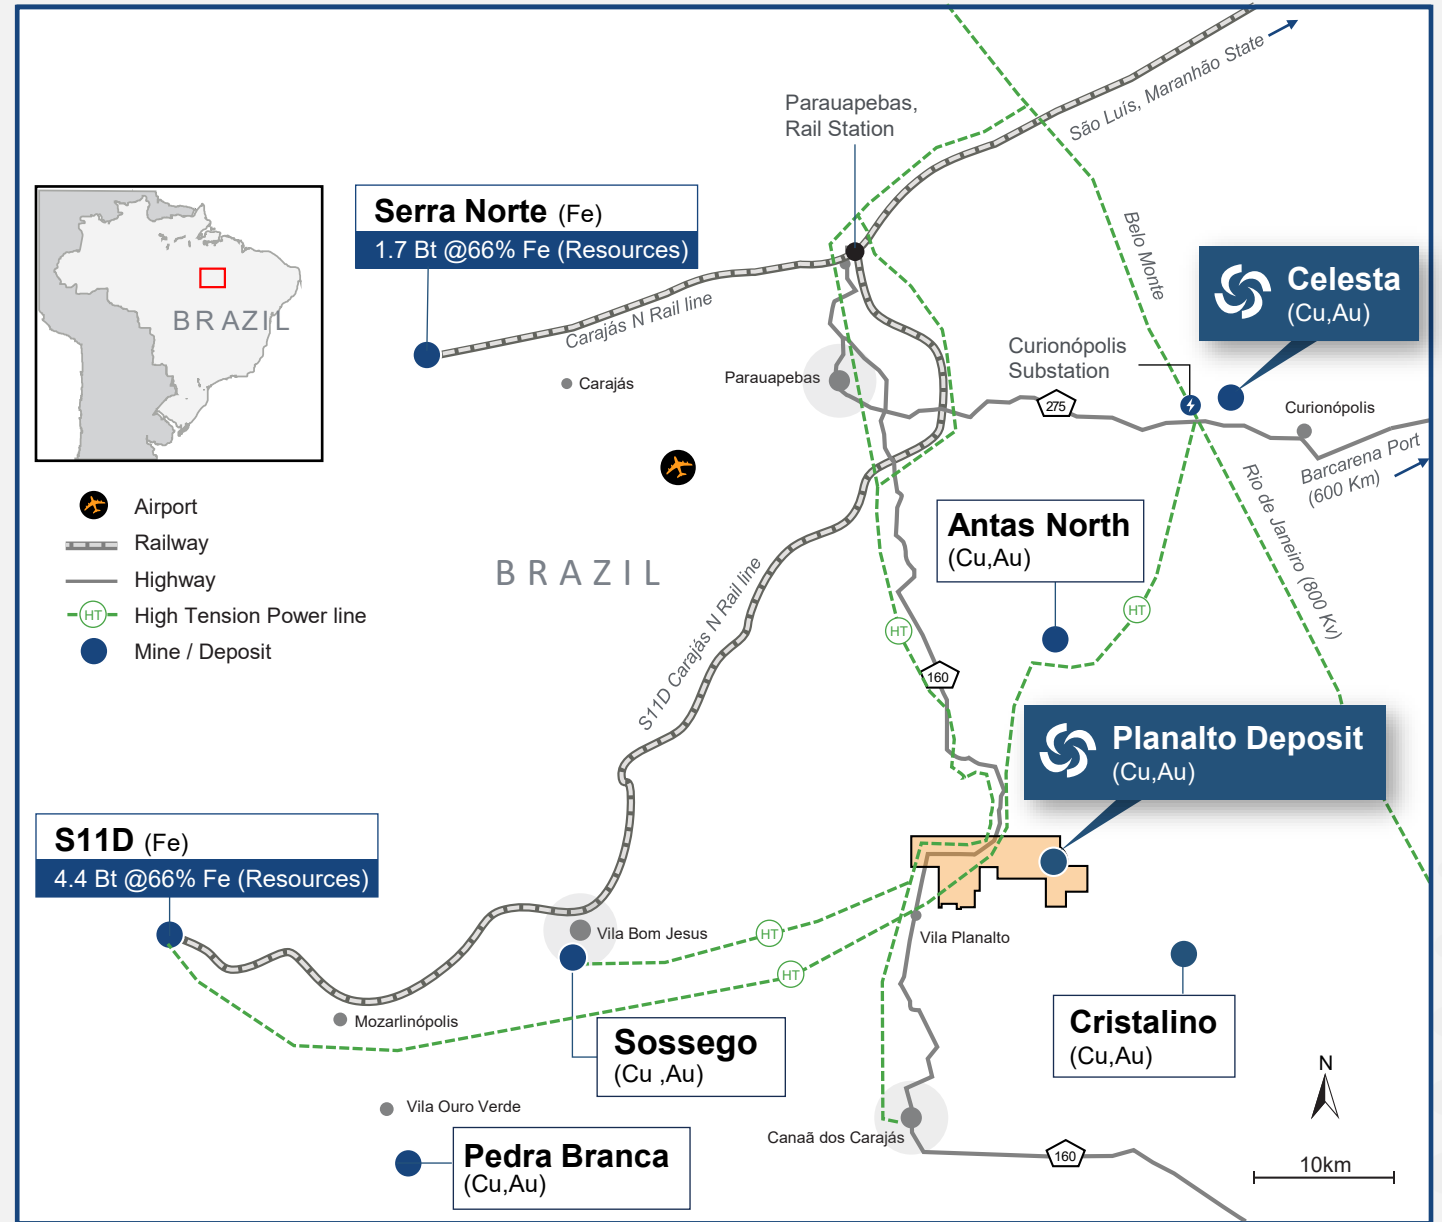 São Luís, Maranhão State
Parauapebas,
Rail Station
Serra Norte (Fe)
1.7 Bt @66% Fe (Resources)
BRAZIL
Carajás N Rail line
Belo Monte
Celesta
(Cu,Au)
Curionópolis
Substation
Carajás
Parauapebas
275
Curionópolis
Barcarena Port
(600 Km)
Rio de Janeiro (800 Kv)
Airport
Railway
Highway
HT
High Tension Power line
Mine / Deposit
BRAZIL
Antas North
(Cu,Au)
S11D Carajás N Rail line
HT
HT
160
Planalto Deposit
(Cu,Au)
S11D (Fe)
4.4 Bt @66% Fe (Resources)
Vila Bom Jesus
HT
Vila Planalto
HT
Mozarlinópolis
Sossego
(Cu ,Au)
Cristalino
(Cu,Au)
Vila Ouro Verde
Pedra Branca
(Cu,Au)
Canaã dos Carajás
160
N
10km